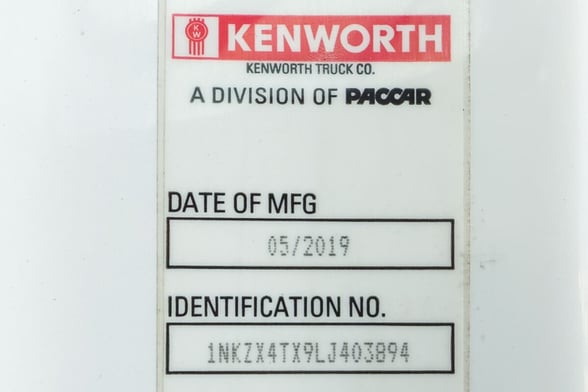 KW KENWORTH
KENWORTH TRUCK CO.
A DIVISION OF PACCAR
DATE OF MFG
05/2019
IDENTIFICATION NO.
1NKZX4TX9LJ403894